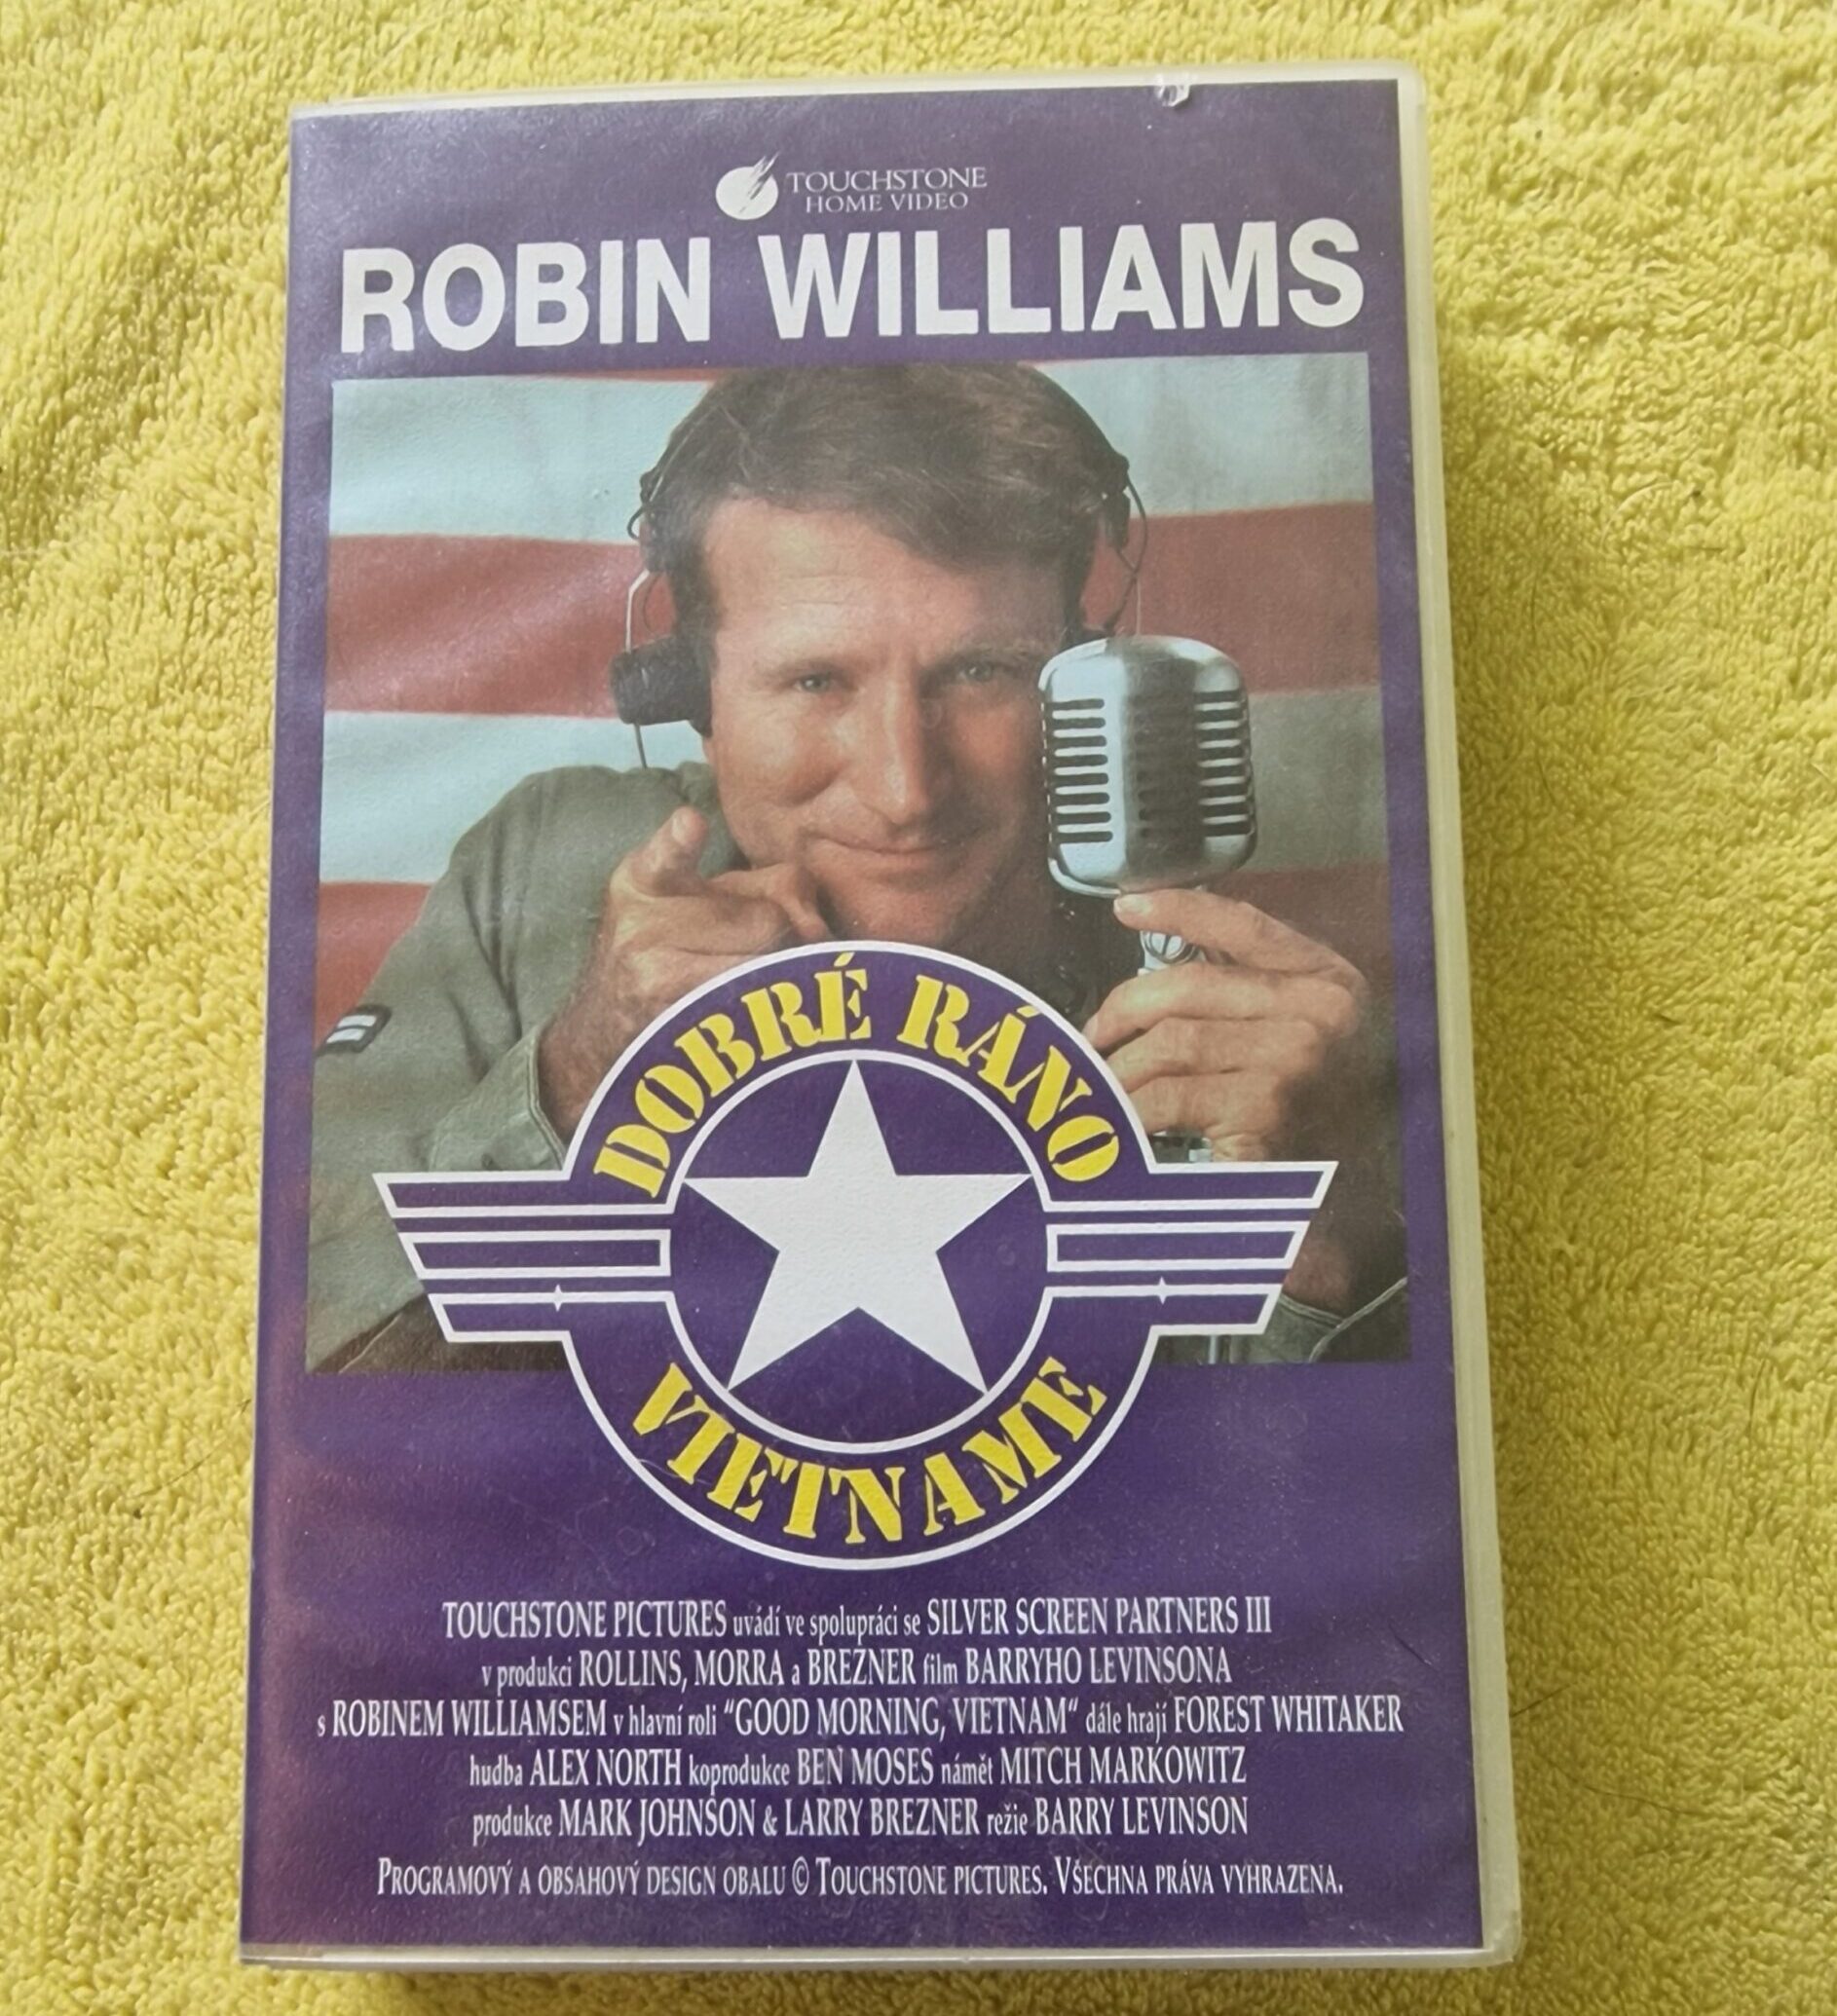 TOUCHSTONE
HOME VIDEO
ROBIN WILLIAMS
DOBRÉ RÁNO
VIETNAME
TOUCHSTONE PICTURES uvádí ve spolupráci se SILVER SCREEN PARTNERS III
v produkci ROLLINS, MORRA a BREZNER film BARRYHO LEVINSONA
s ROBINEM WILLIAMSEM v hlavní roli "GOOD MORNING, VIETNAM" dále hrají FOREST WHITAKER
hudba ALEX NORTH koprodukce BEN MOSES námět MITCH MARKOWITZ
produkce MARK JOHNSON & LARRY BREZNER režie BARRY LEVINSON
PROGRAMOVÝ A OBSAHOVÝ DESIGN OBALU © TOUCHSTONE PICTURES. VŠECHNA PRÁVA VYHRAZENA.